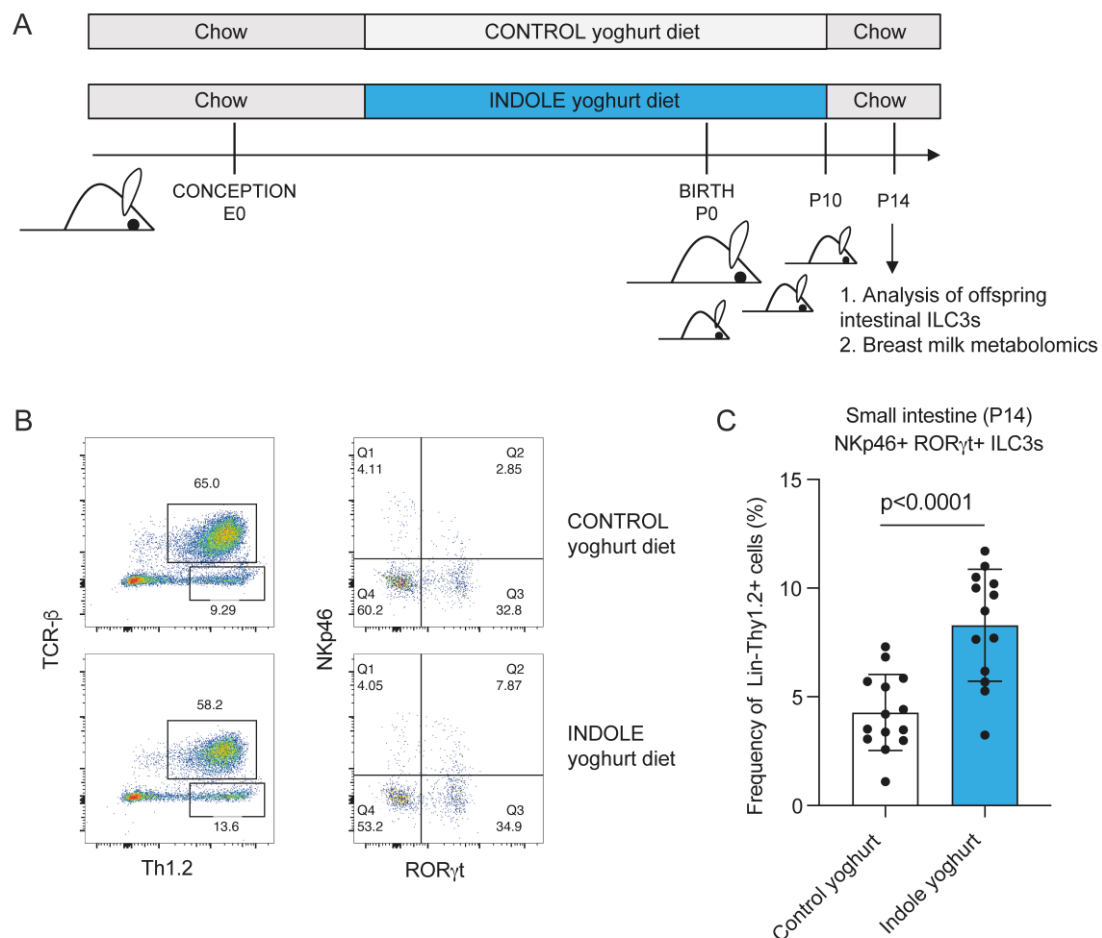 A
Chow CONTROL yoghurt diet Chow
Chow INDOLE yoghurt diet Chow
CONCEPTION
E0
BIRTH
P0
P10
P14
1. Analysis of offspring
intestinal ILC3s
2. Breast milk metabolomics
B
65.0
9.29
TCR-β
Q1
4.11
Q2
2.85
Q4
60.2
Q3
32.8
NKp46
CONTROL
yoghurt diet
58.2
13.6
Th1.2
Q1
4.05
Q2
7.87
Q4
53.2
Q3
34.9
RORγt
INDOLE
yoghurt diet
C
Small intestine (P14)
NKp46+ RORγt+ ILC3s
p<0.0001
15
10
5
0
Frequency of Lin-Thy1.2+ cells (%)
Control yoghurt
Indole yoghurt